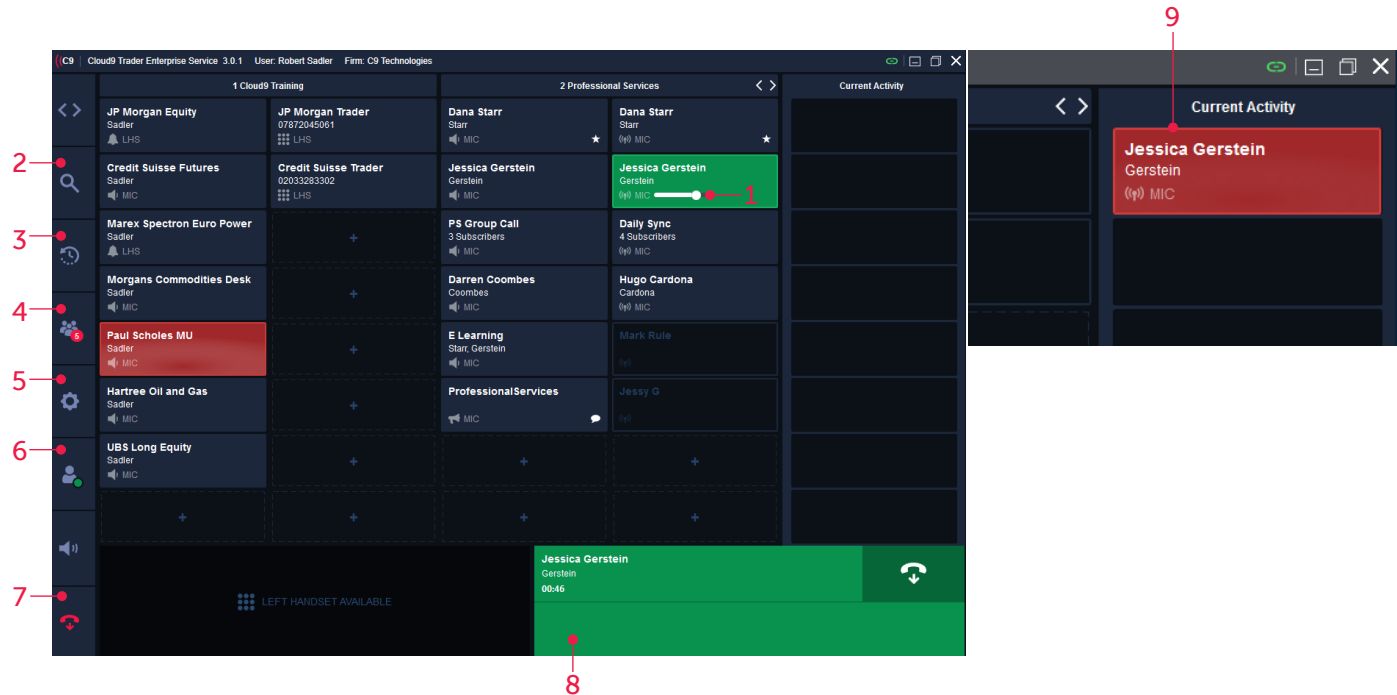 9
((C9 | Cloud9 Trader Enterprise Service 3.0.1 User: Robert Sadler Firm: C9 Technologies
1 Cloud9 Training
2 Professional Services
Current Activity
JP Morgan Equity
Sadler
LHS
JP Morgan Trader
07872045061
LHS
Dana Starr
Starr
MIC
Dana Starr
Starr
MIC
2
Credit Suisse Futures
Sadler
MIC
Credit Suisse Trader
02033283302
LHS
Jessica Gerstein
Gerstein
MIC
Jessica Gerstein
Gerstein
MIC
1
3
Marex Spectron Euro Power
Sadler
LHS
+
PS Group Call
3 Subscribers
MIC
Daily Sync
4 Subscribers
MIC
4
5
Morgans Commodities Desk
Sadler
MIC
+
Darren Coombes
Coombes
MIC
Hugo Cardona
Cardona
MIC
Paul Scholes MU
Sadler
MIC
+
E Learning
Starr, Gerstein
MIC
Mark Rule
5
Hartree Oil and Gas
Sadler
MIC
+
ProfessionalServices
MIC
Jessy G
6
UBS Long Equity
Sadler
MIC
+
+
+
+
+
+
+
7
LEFT HANDSET AVAILABLE
Jessica Gerstein
Gerstein
00:46
8
Current Activity
Jessica Gerstein
Gerstein
MIC